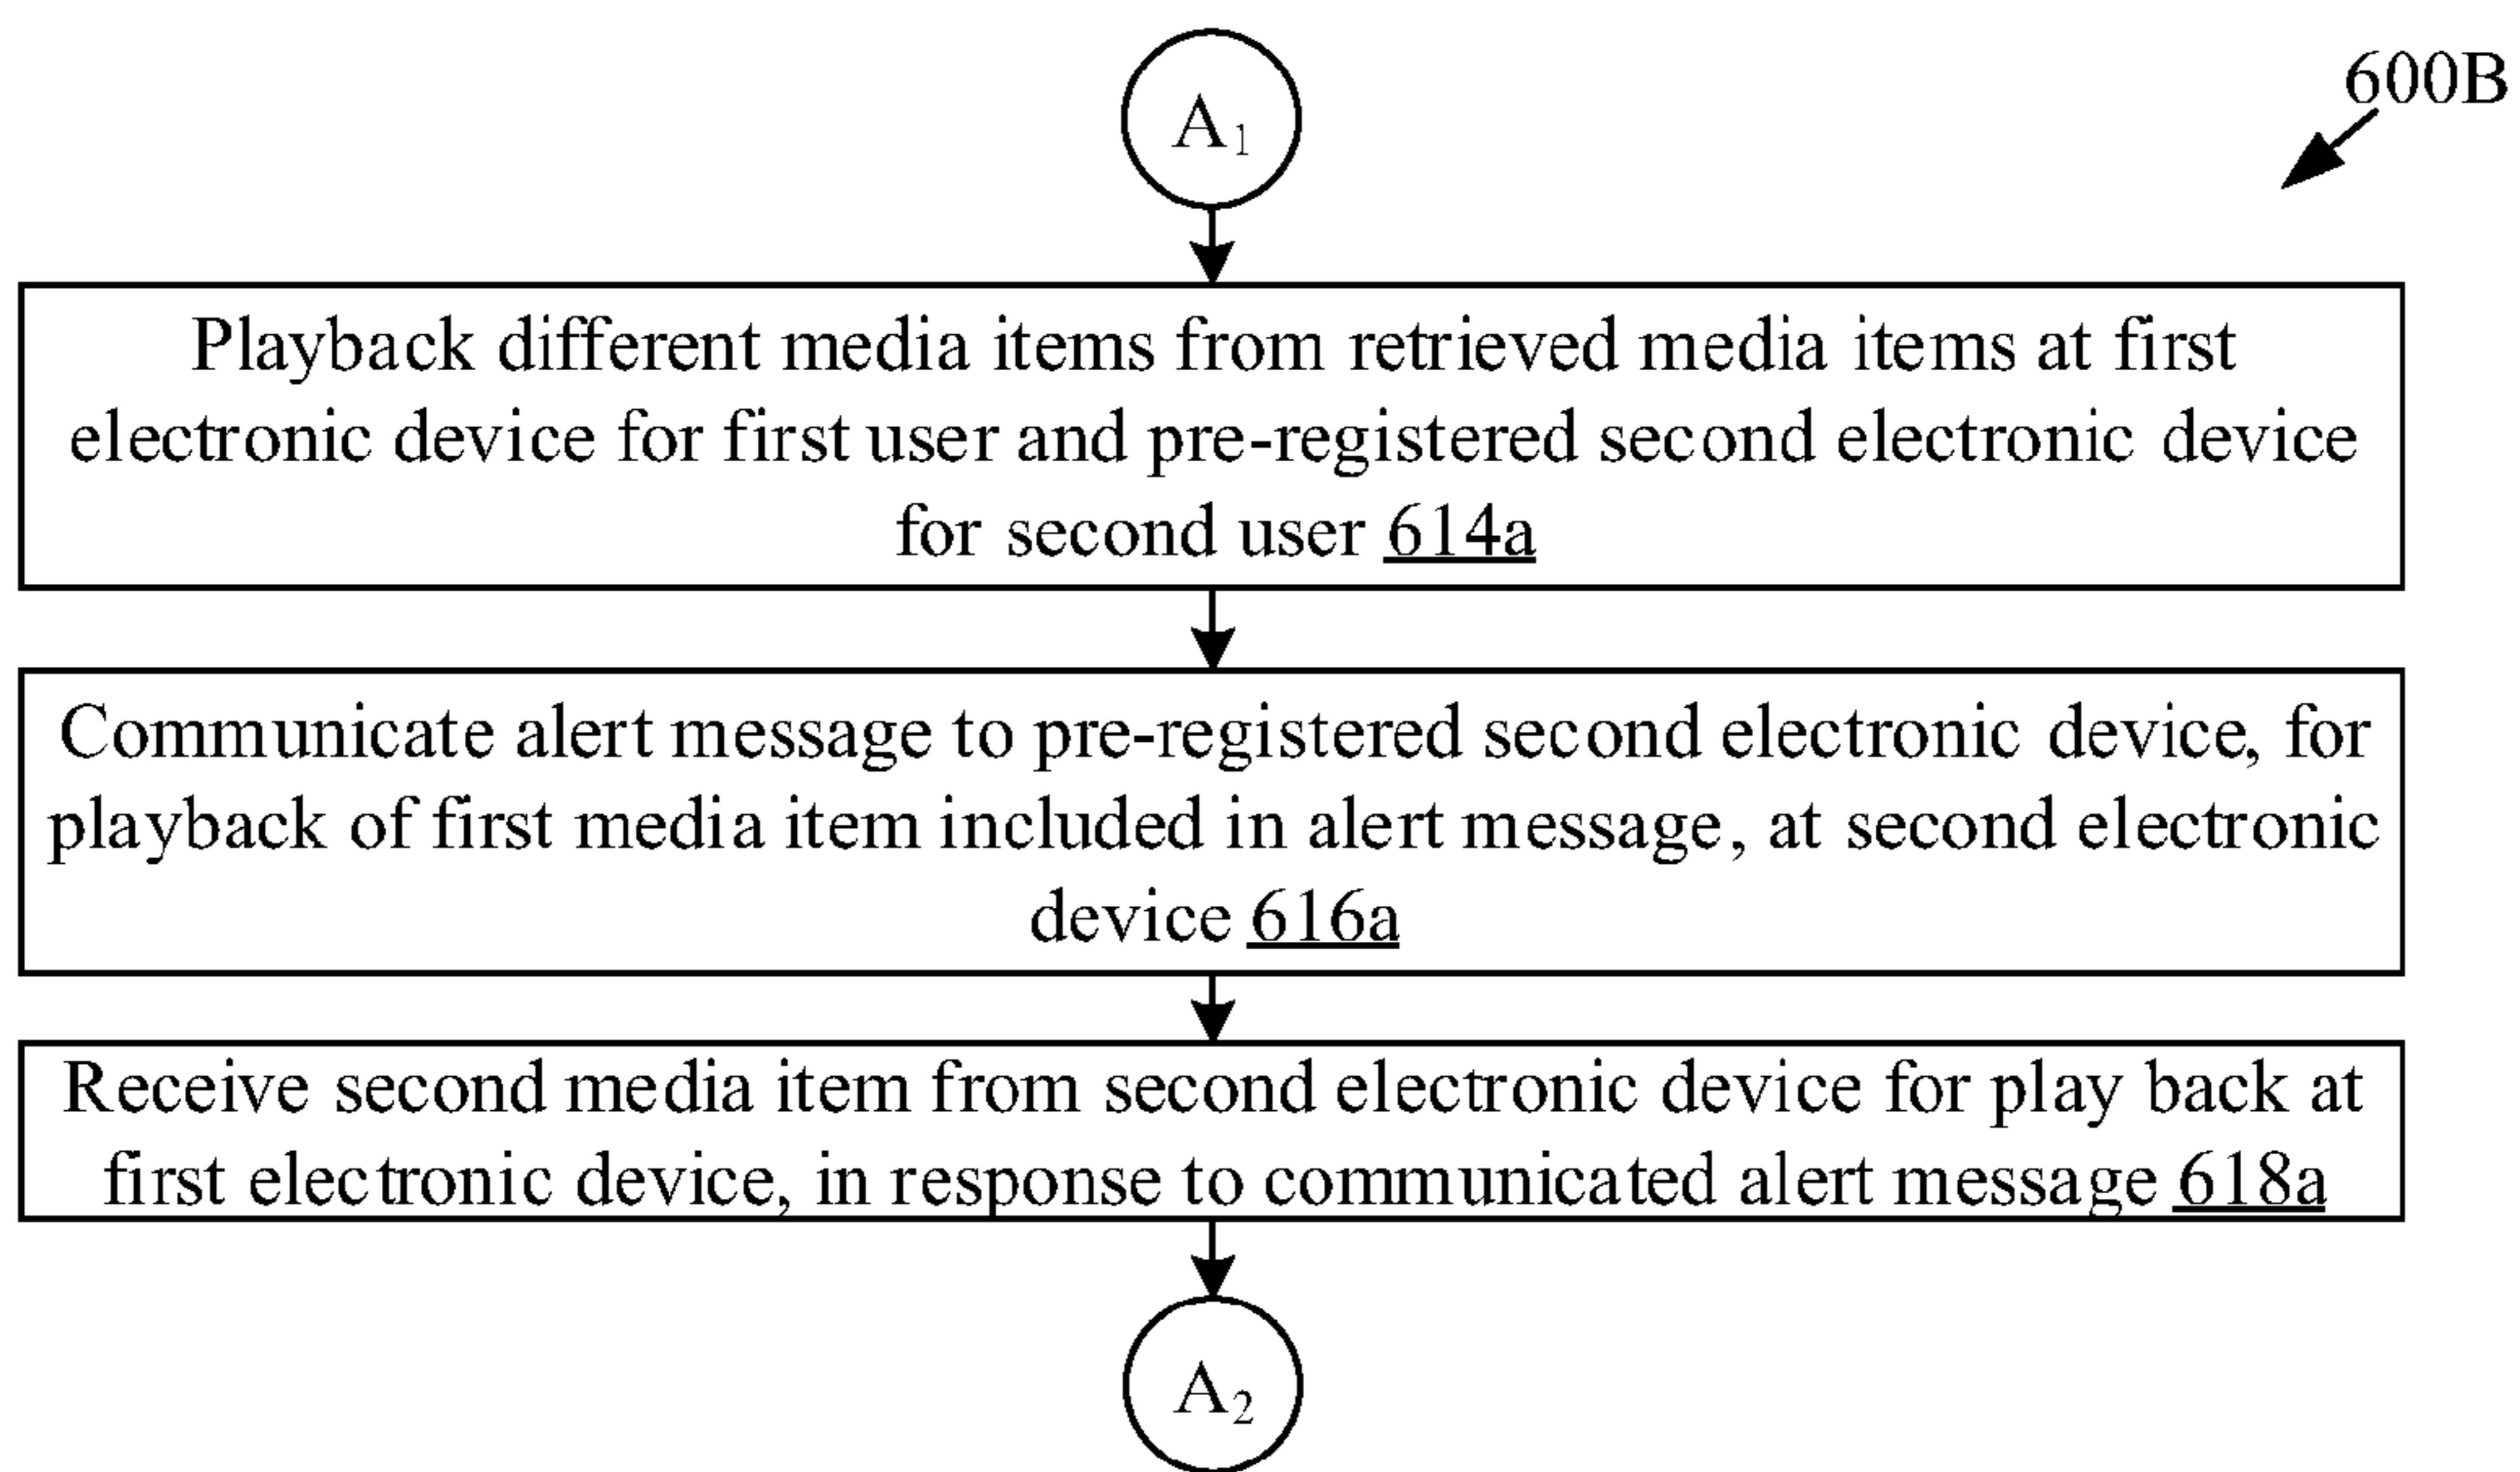 A1
600B
Playback different media items from retrieved media items at first
electronic device for first user and pre-registered second electronic device
for second user 614a
Communicate alert message to pre-registered second electronic device, for
playback of first media item included in alert message, at second electronic
device 616a
Receive second media item from second electronic device for play back at
first electronic device, in response to communicated alert message 618a
A2